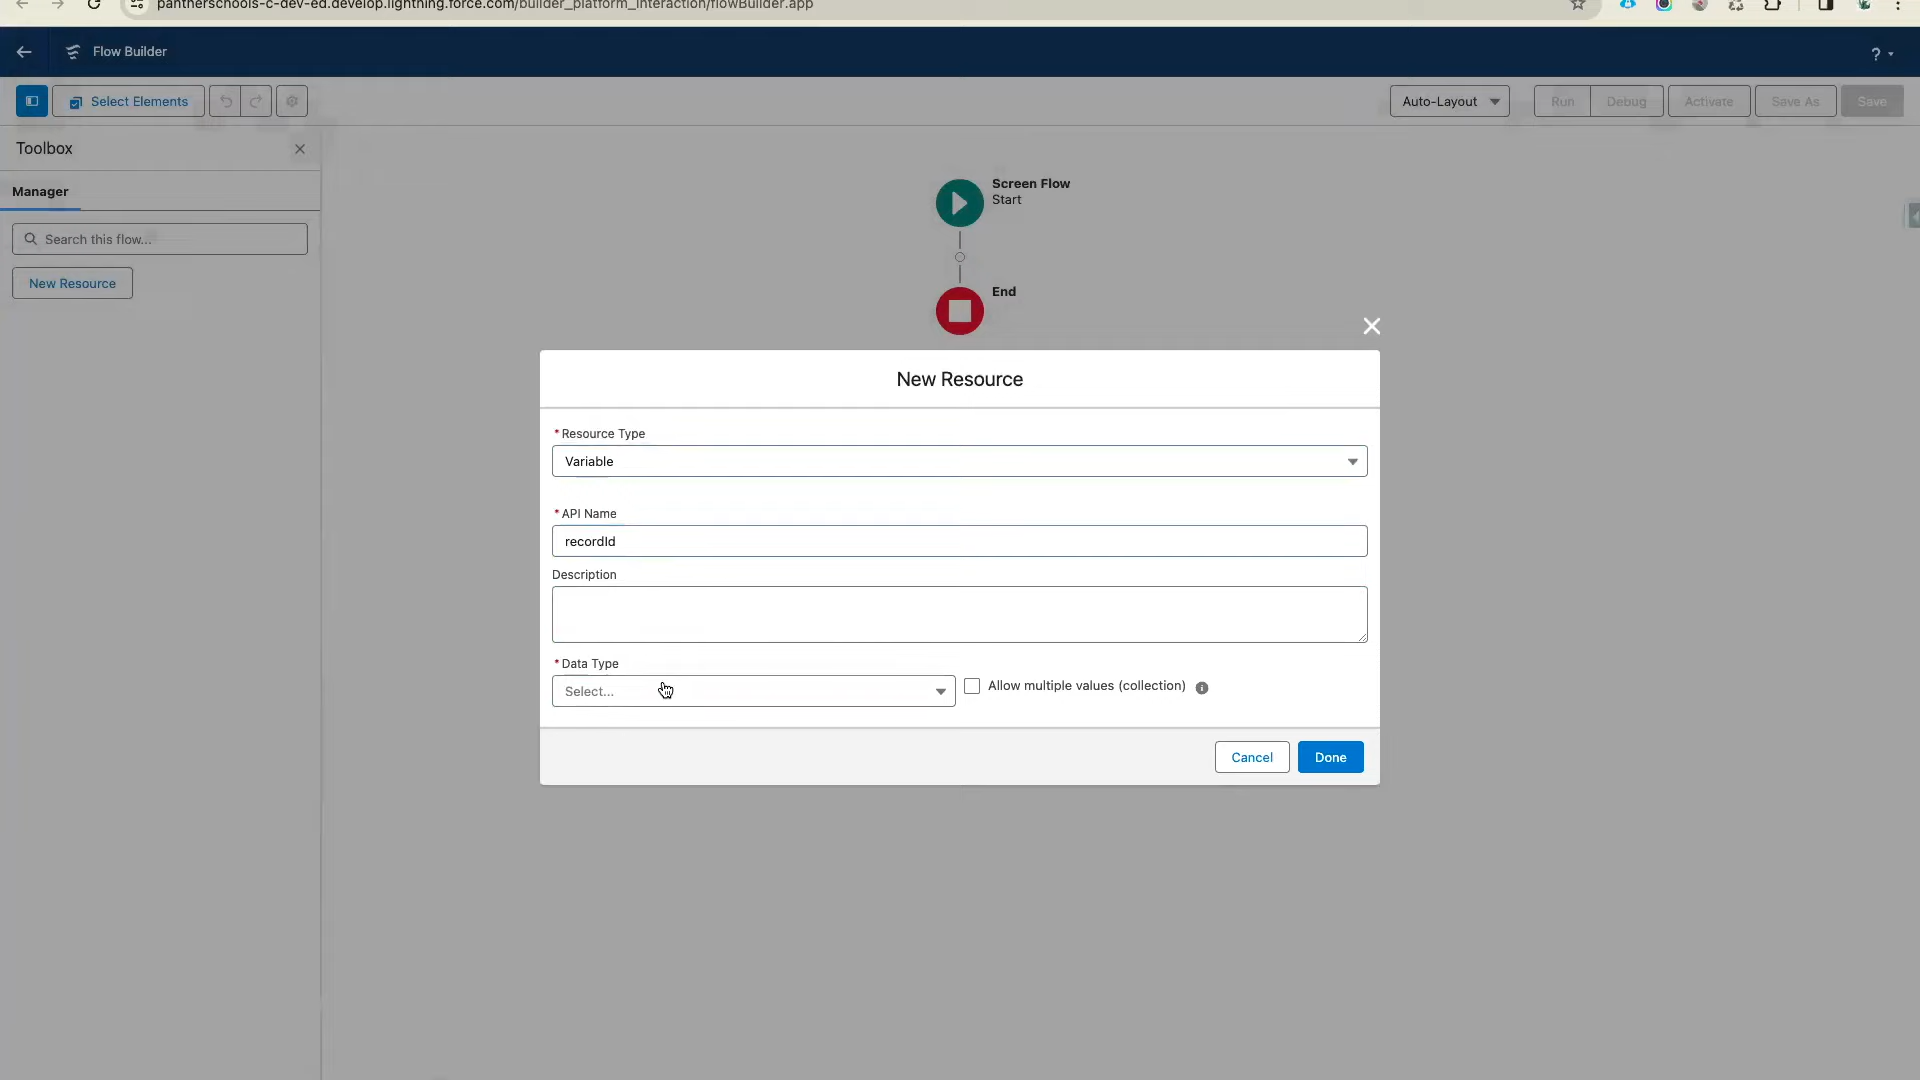 pantherschools-c-dev-ed.develop.lightning.force.com/builder_platform_interaction/flowBuilder.app
Flow Builder
?
Select Elements
Auto-Layout
Run
Debug
Activate
Save As
Save
Toolbox
Manager
Search this flow...
New Resource
Screen Flow
Start
End
New Resource
* Resource Type
Variable
* API Name
recordId
Description
* Data Type
Select...
Allow multiple values (collection)
Cancel
Done